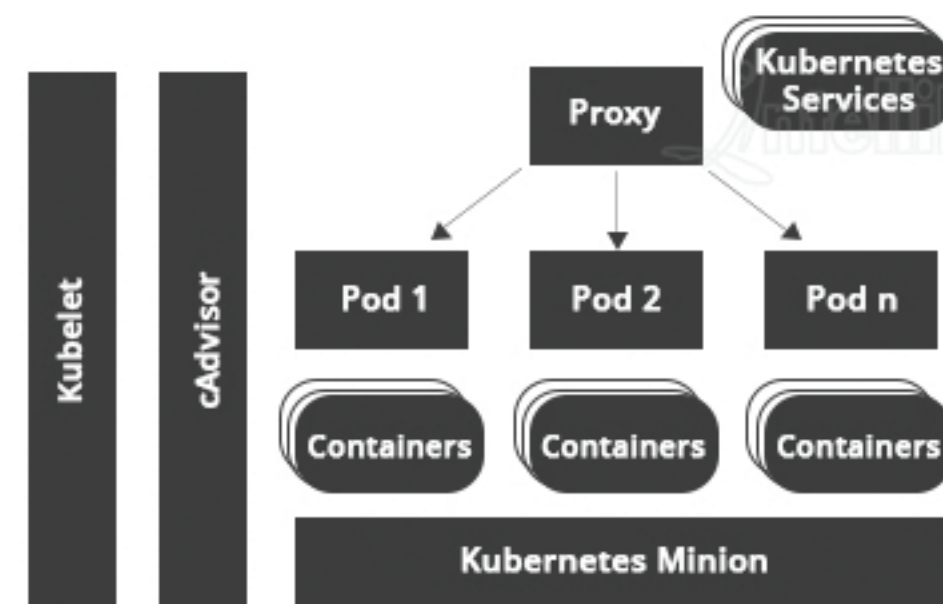 Kubernetes
Services
Proxy
Kubelet
cAdvisor
Pod 1
Pod 2
Pod n
Containers
Containers
Containers
Kubernetes Minion